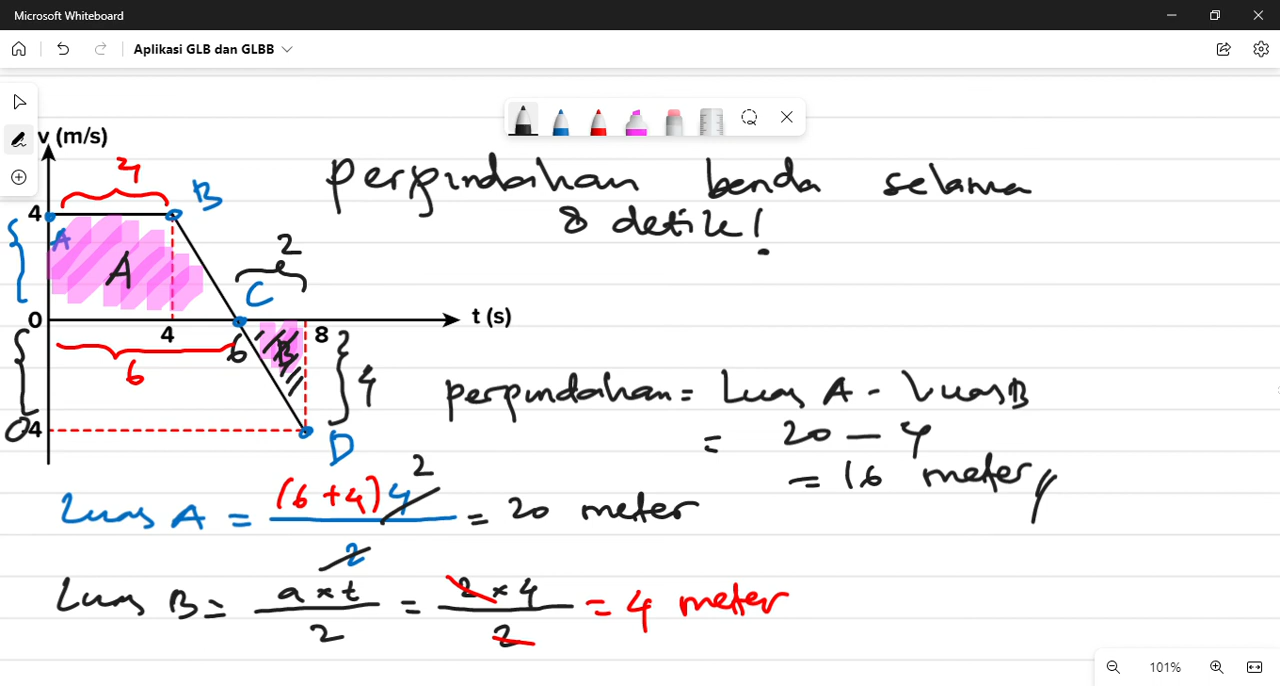 Microsoft Whiteboard
Aplikasi GLB dan GLBB
v (m/s)
4
B
perpindahan benda selama
8 detik!
4
A
A
2
C
0
4
6
8
t (s)
6
B
4
-4
D
perpindahan = Luas A - Luas B
= 20 - 4
= 16 meter
Luas A = (6 + 4) 4 / 2 = 20 meter
2
Luas B = a x t / 2 = 2 x 4 / 2 = 4 meter
101%